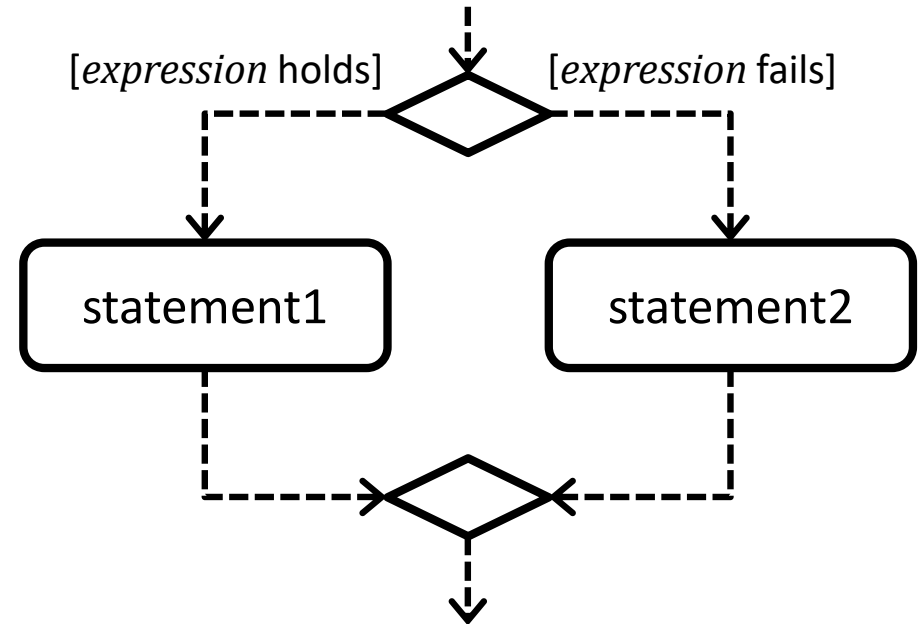 [expression holds]
[expression fails]
statement1
statement2